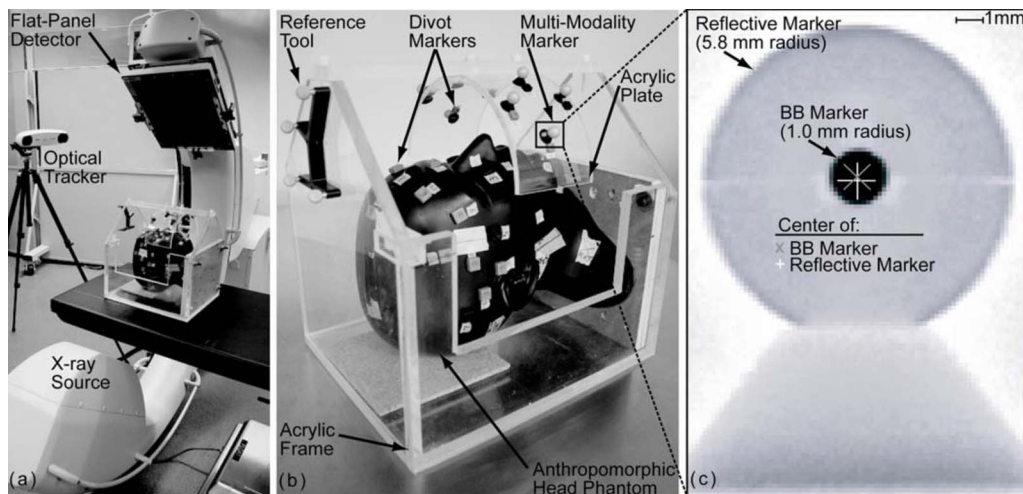 Flat-Panel
Detector
Optical
Tracker
X-ray
Source
(a)
Reference
Tool
Divot
Markers
Multi-Modality
Marker
Acrylic
Plate
Acrylic
Frame
Anthropomorphic
Head Phantom
(b)
Reflective Marker
(5.8 mm radius)
1mm
BB Marker
(1.0 mm radius)
Center of:
× BB Marker
+ Reflective Marker
(c)